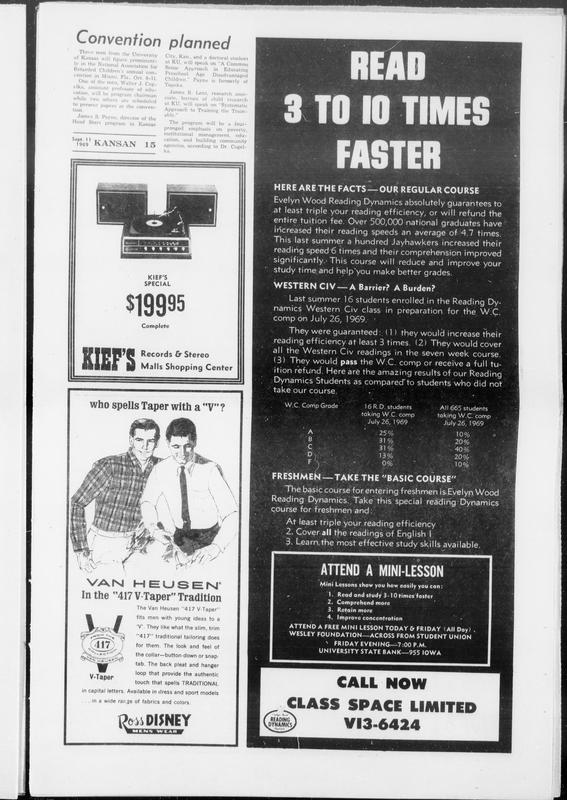 Convention planned
Three men from the University
of Kansas will figure prominent-
ly in the National Association for
Retarded Children's annual con-
vention in Miami, Fla., Oct. 8-11.
One of the men, Walter J. Cegelka,
assistant professor of edu-
cation, will be program chairman
while two others are scheduled
to present papers at the conven-
tion.
James S. Payne, director of the
Head Start program in Kansas
City, Kan., and a doctoral student
at KU, will speak on "A Common
Sense Approach in Educating
Preschool Age Disadvantaged
Children." Payne is formerly of
Topeka.
James R. Lent, research asso-
ciate, bureau of child research
at KU, will speak on "Systematic
Approach to Training the Train-
able."
The program will be a four-
pronged emphasis on poverty,
institutional management, edu-
cation, and building community
agencies, according to Dr. Cegel-
ka.
Sept. 11
1969 KANSAN 15
KIEF'S
SPECIAL
$19995
Complete
KIEF'S Records & Stereo
Malls Shopping Center
who spells Taper with a "V"?
VAN HEUSEN®
In the "417 V-Taper" Tradition
417
V-Taper
The Van Heusen "417 V-Taper"
fits men with young ideas to a
"V". They like what the slim, trim
"417" traditional tailoring does
for them. The look and feel of
the collar—button-down or snap-
tab. The back pleat and hanger
loop that provide the authentic
touch that spells TRADITIONAL
in capital letters. Available in dress and sport models
. . . in a wide range of fabrics and colors.
Ross DISNEY
MENS WEAR
READ
3 TO 10 TIMES
FASTER
HERE ARE THE FACTS — OUR REGULAR COURSE
Evelyn Wood Reading Dynamics absolutely guarantees to
at least triple your reading efficiency, or will refund the
entire tuition fee. Over 500,000 national graduates have
increased their reading speeds an average of 4.7 times.
This last summer a hundred Jayhawkers increased their
reading speed 6 times and their comprehension improved
significantly. This course will reduce and improve your
study time and help you make better grades.
WESTERN CIV — A Barrier? A Burden?
Last summer 16 students enrolled in the Reading Dy-
namics Western Civ class in preparation for the W.C.
comp on July 26, 1969.
They were guaranteed: (1) they would increase their
reading efficiency at least 3 times. (2) They would cover
all the Western Civ readings in the seven week course.
(3) They would pass the W.C. comp or receive a full tu-
ition refund. Here are the amazing results of our Reading
Dynamics Students as compared to students who did not
take our course.
W.C. Comp Grade 16 R.D. students All 665 students
taking W.C. comp taking W.C. comp
July 26, 1969 July 26, 1969
A 25% 10%
B 31% 20%
C 31% 40%
D 13% 20%
F 0% 10%
FRESHMEN — TAKE THE "BASIC COURSE"
The basic course for entering freshmen is Evelyn Wood
Reading Dynamics. Take this special reading Dynamics
course for freshmen and:
At least triple your reading efficiency
2. Cover all the readings of English I
3. Learn the most effective study skills available.
ATTEND A MINI-LESSON
Mini Lessons show you how easily you can:
1. Read and study 3-10 times faster
2. Comprehend more
3. Retain more
4. Improve concentration
ATTEND A FREE MINI LESSON TODAY & FRIDAY (All Day),
WESLEY FOUNDATION—ACROSS FROM STUDENT UNION
FRIDAY EVENING—7:00 P.M.
UNIVERSITY STATE BANK—955 IOWA
CALL NOW
CLASS SPACE LIMITED
VI3-6424
READING
DYNAMICS